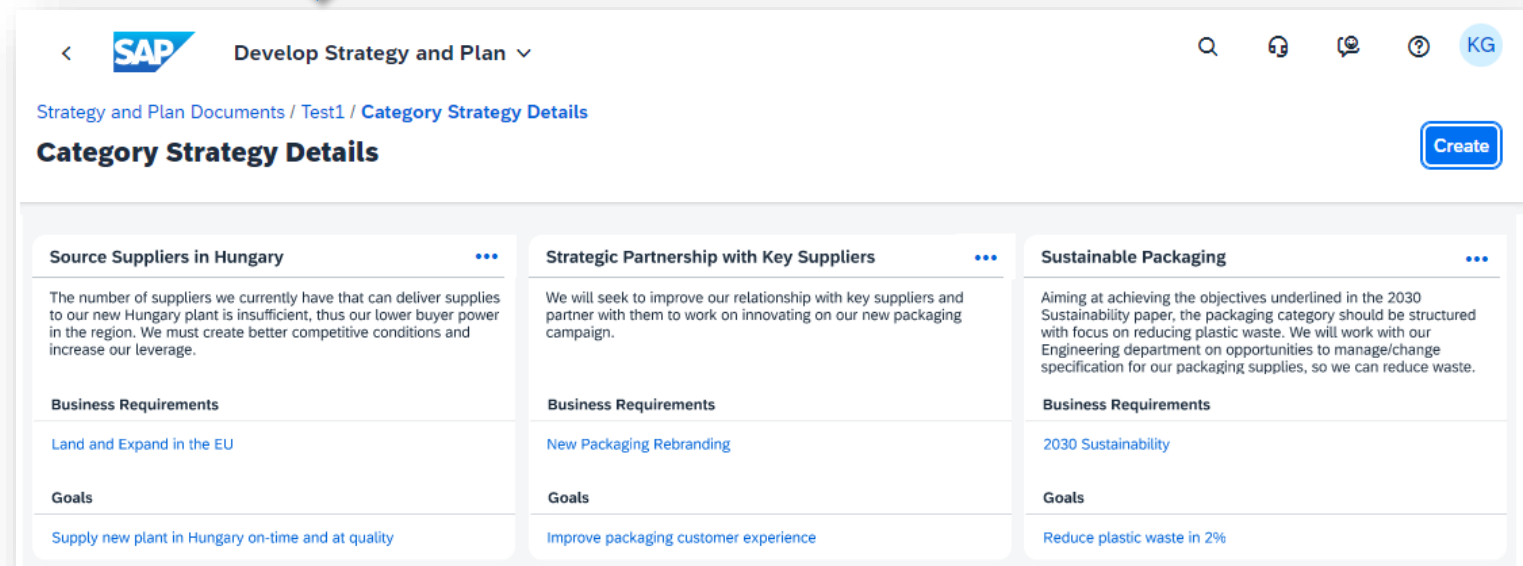 SAP
Develop Strategy and Plan
KG
Strategy and Plan Documents / Test1 / Category Strategy Details
Category Strategy Details
Create
Source Suppliers in Hungary
The number of suppliers we currently have that can deliver supplies
to our new Hungary plant is insufficient, thus our lower buyer power
in the region. We must create better competitive conditions and
increase our leverage.
Business Requirements
Land and Expand in the EU
Goals
Supply new plant in Hungary on-time and at quality
Strategic Partnership with Key Suppliers
We will seek to improve our relationship with key suppliers and
partner with them to work on innovating on our new packaging
campaign.
Business Requirements
New Packaging Rebranding
Goals
Improve packaging customer experience
Sustainable Packaging
Aiming at achieving the objectives underlined in the 2030
Sustainability paper, the packaging category should be structured
with focus on reducing plastic waste. We will work with our
Engineering department on opportunities to manage/change
specification for our packaging supplies, so we can reduce waste.
Business Requirements
2030 Sustainability
Goals
Reduce plastic waste in 2%